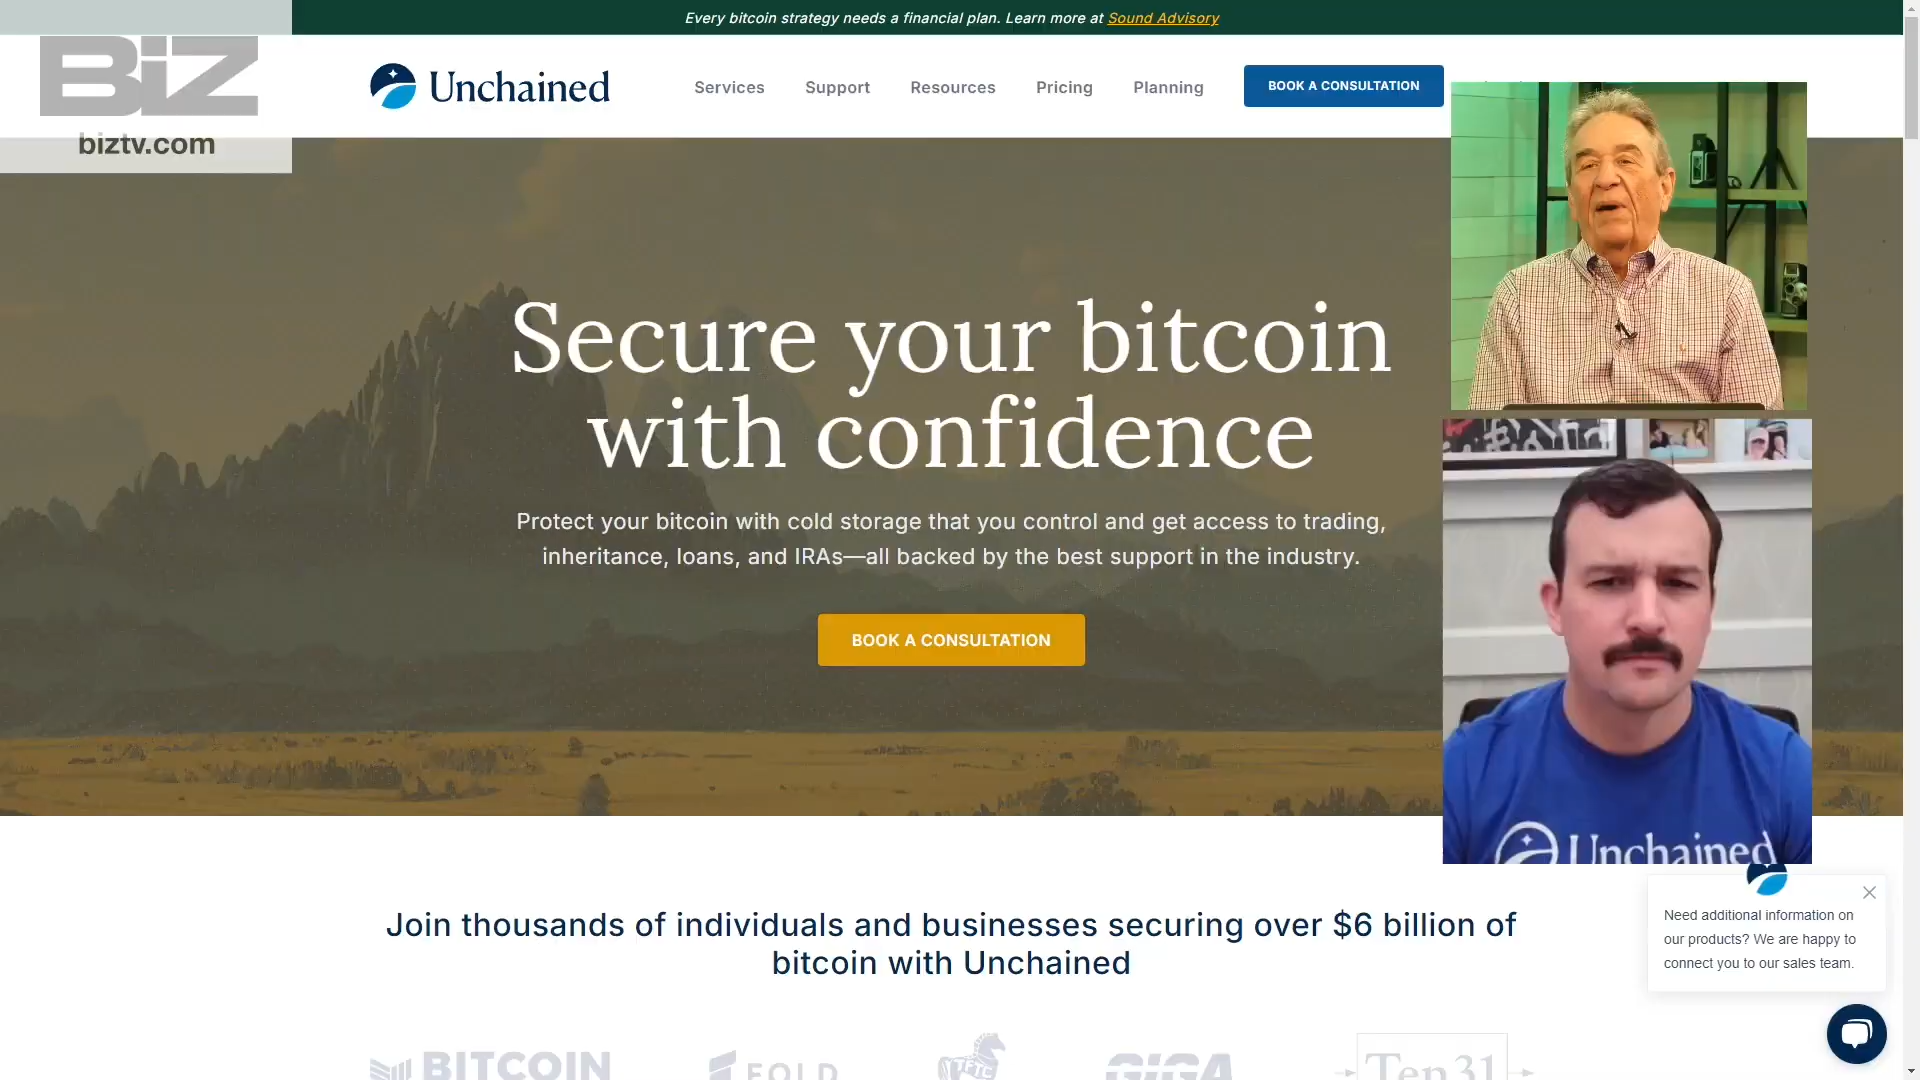 Every bitcoin strategy needs a financial plan. Learn more at Sound Advisory
BiZ
biztv.com
Unchained
Services
Support
Resources
Pricing
Planning
BOOK A CONSULTATION
Secure your bitcoin
with confidence
Protect your bitcoin with cold storage that you control and get access to trading,
inheritance, loans, and IRAs—all backed by the best support in the industry.
BOOK A CONSULTATION
Unchained
Join thousands of individuals and businesses securing over $6 billion of
bitcoin with Unchained
Need additional information on
our products? We are happy to
connect you to our sales team.
BITCOIN
FOLD
TFTC
GIGA
Ten31